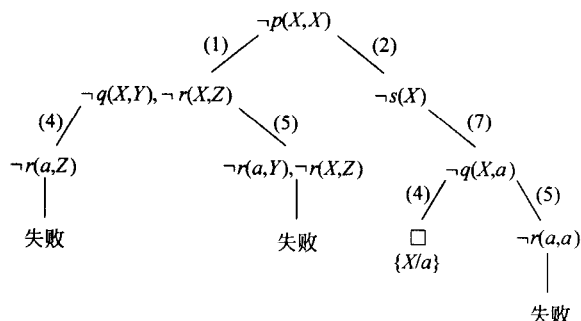 ¬p(X,X)
(1) (2)
¬q(X,Y),¬r(X,Z) ¬s(X)
(4) (5) (7)
¬r(a,Z) ¬r(a,Y),¬r(X,Z) ¬q(X,a)
(4) (5)
失败 失败 □ ¬r(a,a)
{X/a}
失败